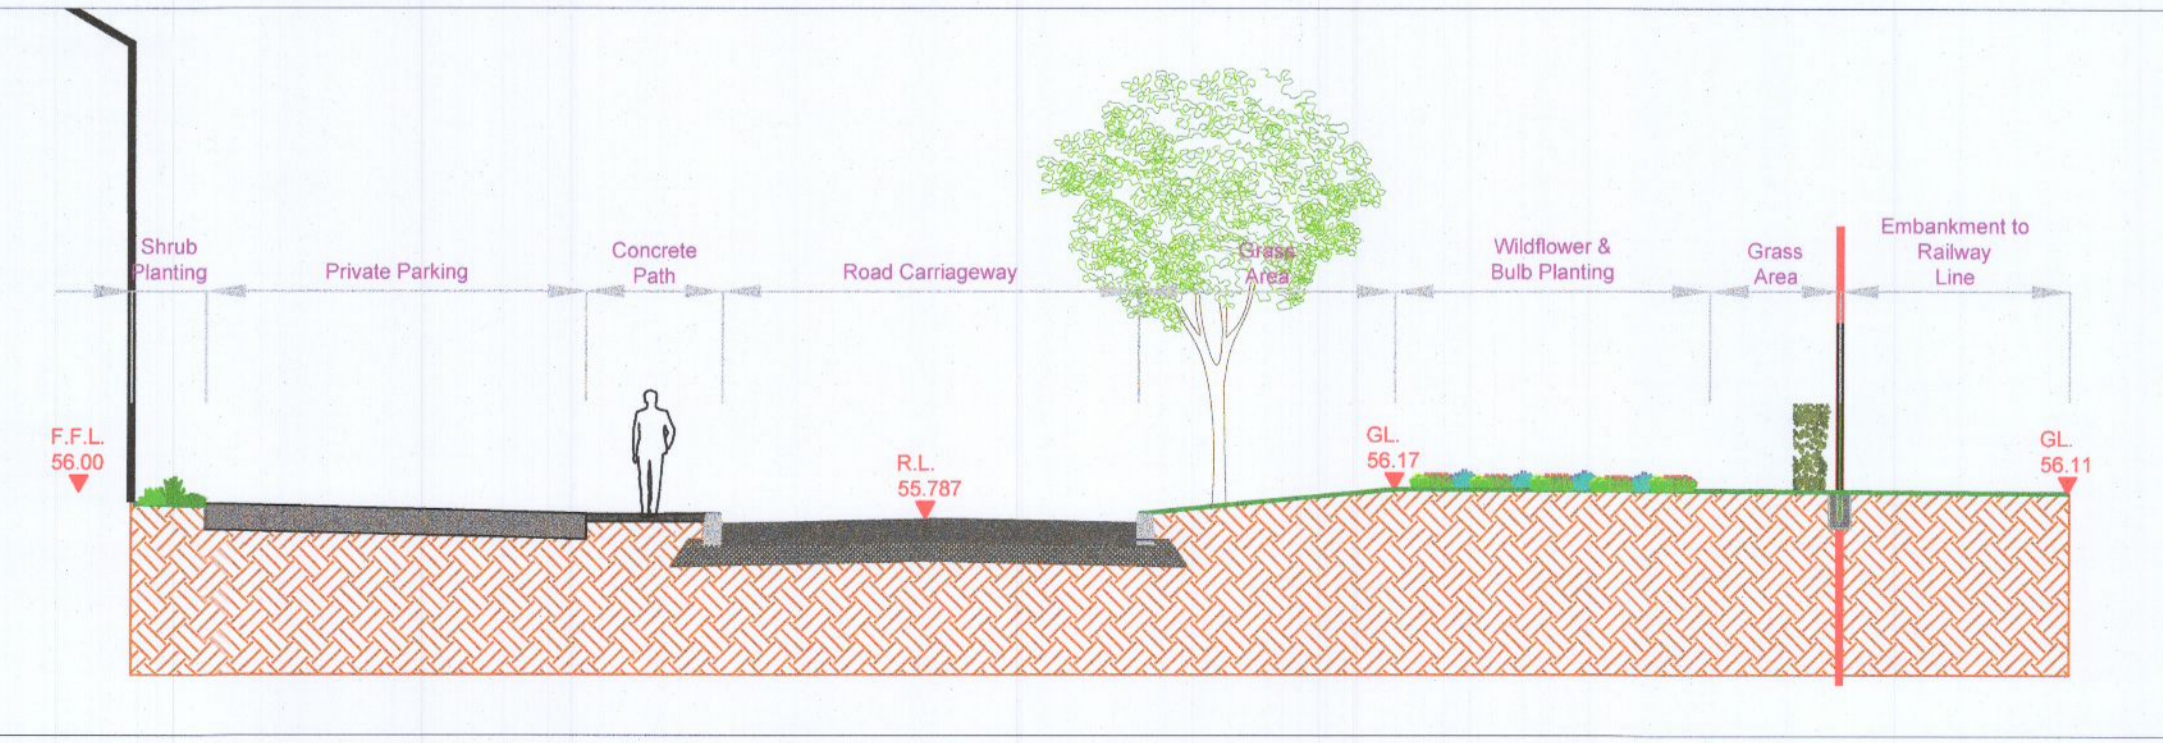 Shrub
Planting
Private Parking
Concrete
Path
Road Carriageway
Grass
Area
Wildflower &
Bulb Planting
Grass
Area
Embankment to
Railway
Line
F.F.L.
56.00
R.L.
55.787
GL.
56.17
GL.
56.11